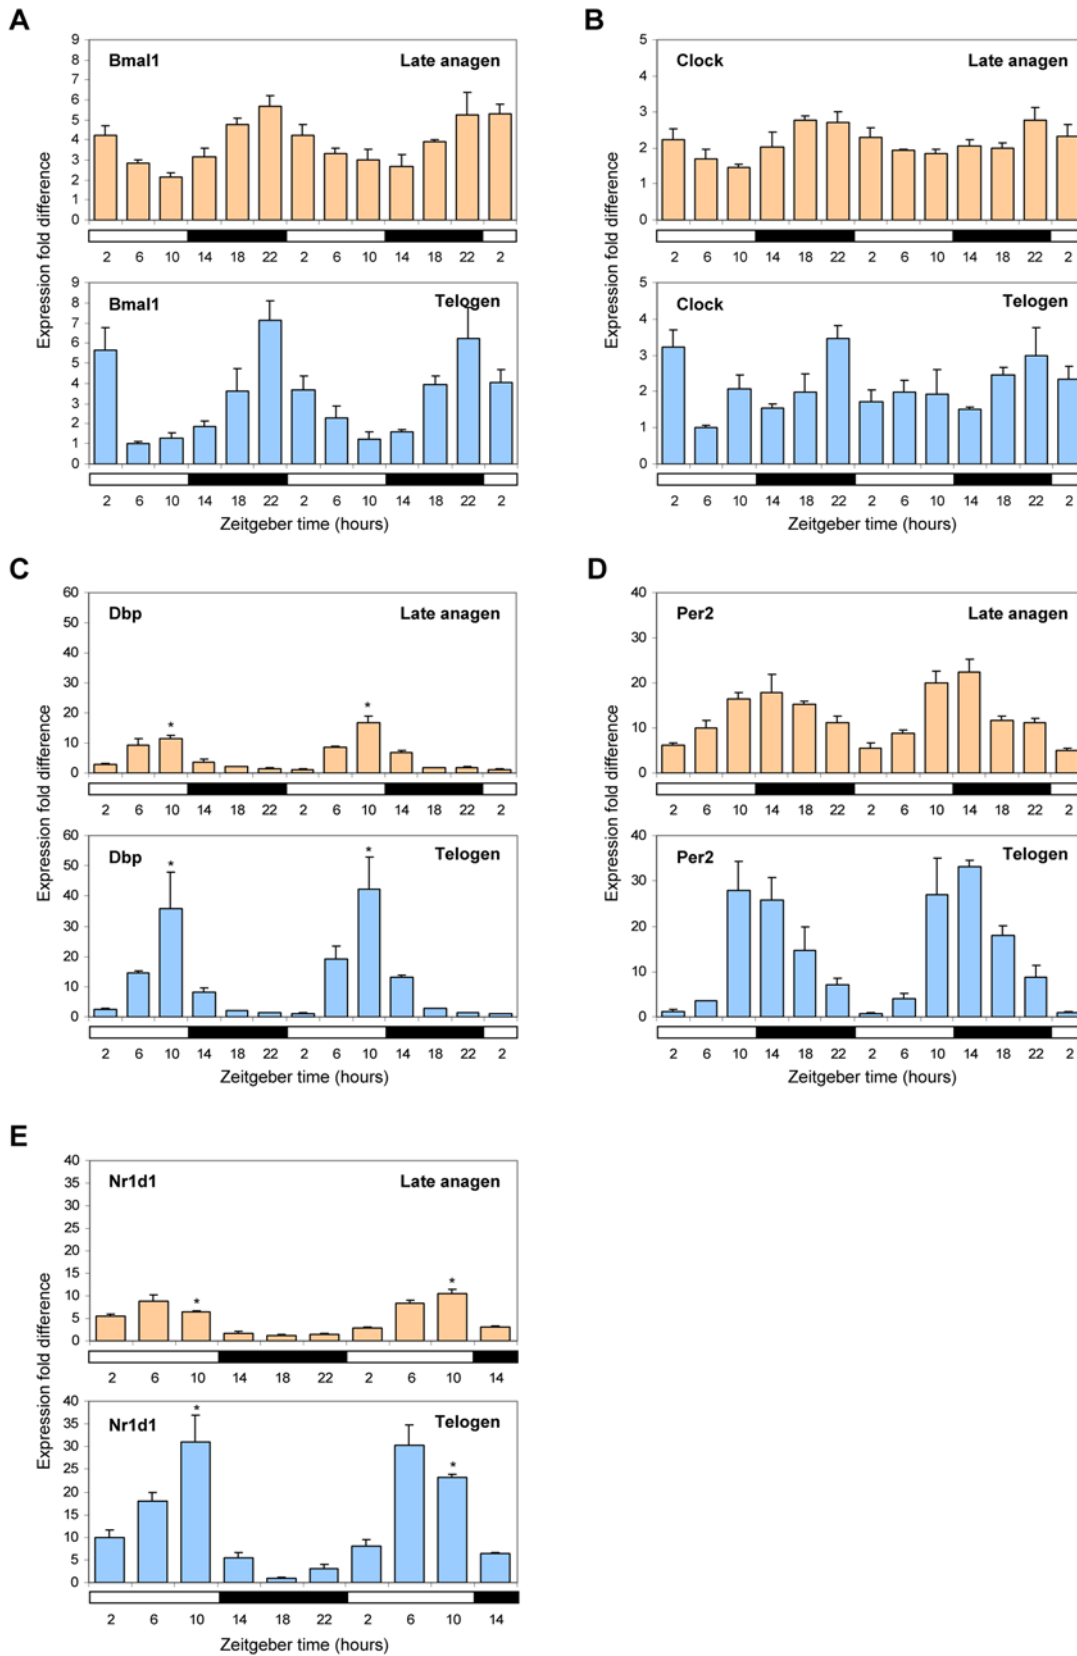 A
Expression fold difference
Bmal1 Late anagen
9
8
7
6
5
4
3
2
1
0
2 6 10 14 18 22 2 6 10 14 18 22 2
Bmal1 Telogen
9
8
7
6
5
4
3
2
1
0
2 6 10 14 18 22 2 6 10 14 18 22 2
Zeitgeber time (hours)
B
Expression fold difference
Clock Late anagen
5
4
3
2
1
0
2 6 10 14 18 22 2 6 10 14 18 22 2
Clock Telogen
5
4
3
2
1
0
2 6 10 14 18 22 2 6 10 14 18 22 2
Zeitgeber time (hours)
C
Expression fold difference
Dbp Late anagen
60
50
40
30
20
10
0
* *
2 6 10 14 18 22 2 6 10 14 18 22 2
Dbp Telogen
60
50
40
30
20
10
0
* *
2 6 10 14 18 22 2 6 10 14 18 22 2
Zeitgeber time (hours)
D
Expression fold difference
Per2 Late anagen
40
30
20
10
0
2 6 10 14 18 22 2 6 10 14 18 22 2
Per2 Telogen
40
30
20
10
0
2 6 10 14 18 22 2 6 10 14 18 22 2
Zeitgeber time (hours)
E
Expression fold difference
Nr1d1 Late anagen
40
35
30
25
20
15
10
5
0
* *
2 6 10 14 18 22 2 6 10 14
Nr1d1 Telogen
40
35
30
25
20
15
10
5
0
* *
2 6 10 14 18 22 2 6 10 14
Zeitgeber time (hours)